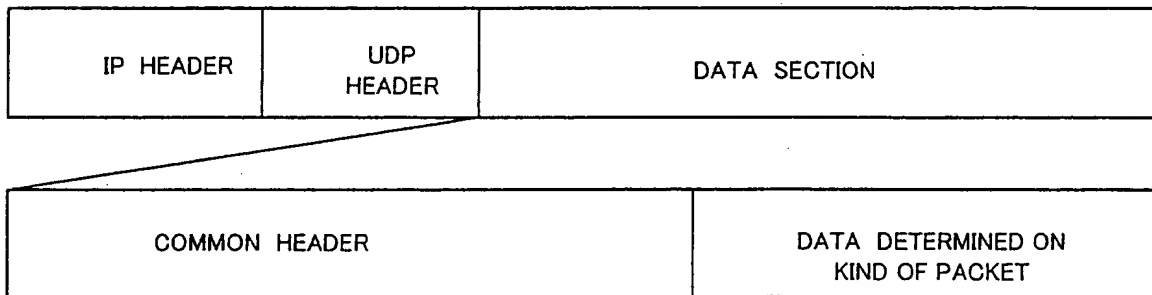 IP HEADER
UDP
HEADER
DATA SECTION
COMMON HEADER
DATA DETERMINED ON
KIND OF PACKET